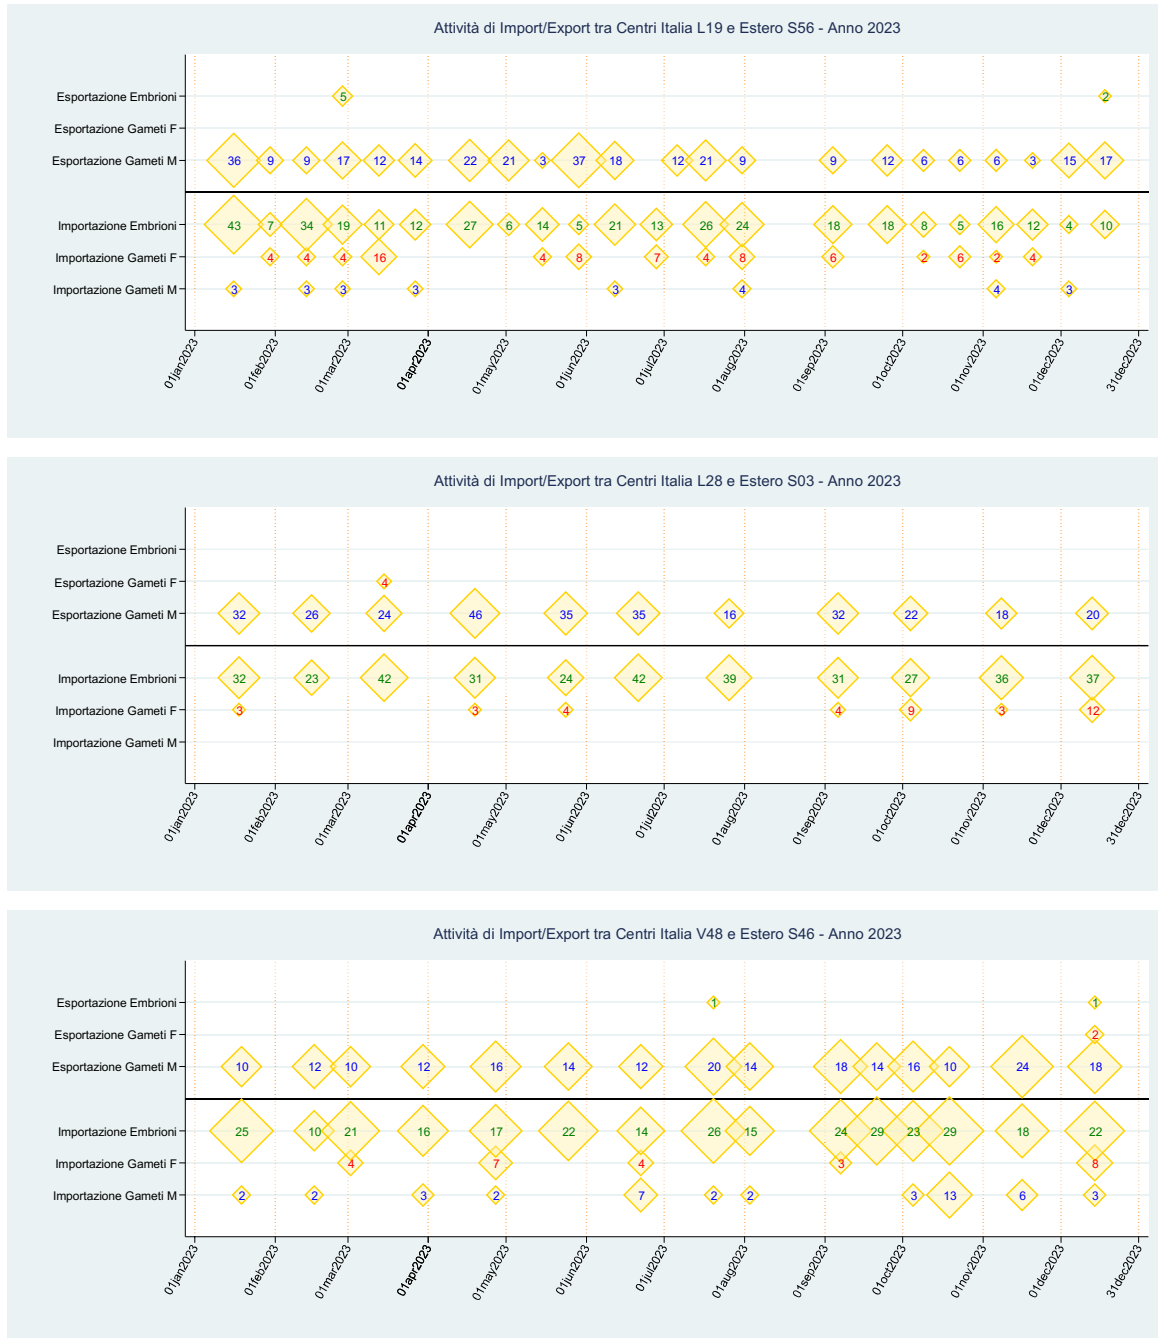 Attività di Import/Export tra Centri Italia L19 e Estero S56 - Anno 2023
Esportazione Embrioni 5 2
Esportazione Gameti F
Esportazione Gameti M 36 9 9 17 12 14 22 21 3 37 18 12 21 9 9 12 6 6 6 3 15 17
Importazione Embrioni 43 7 34 19 11 12 27 6 14 5 21 13 26 24 18 18 8 5 16 12 4 10
Importazione Gameti F 4 4 4 16 4 8 7 4 8 6 2 6 2 4
Importazione Gameti M 3 3 3 3 3 4 4 3
01jan2023 01feb2023 01mar2023 01apr2023 01may2023 01jun2023 01jul2023 01aug2023 01sep2023 01oct2023 01nov2023 01dec2023 31dec2023
Attività di Import/Export tra Centri Italia L28 e Estero S03 - Anno 2023
Esportazione Embrioni
Esportazione Gameti F 4
Esportazione Gameti M 32 26 24 46 35 35 16 32 22 18 20
Importazione Embrioni 32 23 42 31 24 42 39 31 27 36 37
Importazione Gameti F 3 3 4 4 9 3 12
Importazione Gameti M
01jan2023 01feb2023 01mar2023 01apr2023 01may2023 01jun2023 01jul2023 01aug2023 01sep2023 01oct2023 01nov2023 01dec2023 31dec2023
Attività di Import/Export tra Centri Italia V48 e Estero S46 - Anno 2023
Esportazione Embrioni 1 1
Esportazione Gameti F 2
Esportazione Gameti M 10 12 10 12 16 14 12 20 14 18 14 16 10 24 18
Importazione Embrioni 25 10 21 16 17 22 14 26 15 24 29 23 29 18 22
Importazione Gameti F 4 7 4 3 8
Importazione Gameti M 2 2 3 2 7 2 2 3 13 6 3
01jan2023 01feb2023 01mar2023 01apr2023 01may2023 01jun2023 01jul2023 01aug2023 01sep2023 01oct2023 01nov2023 01dec2023 31dec2023